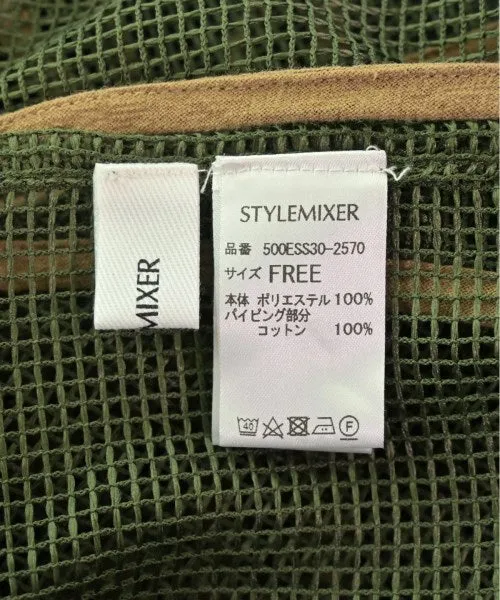 MIXER
STYLEMIXER
品番 500ESS30-2570
サイズ FREE
本体 ポリエステル 100%
パイピング部分
コットン 100%
40
F